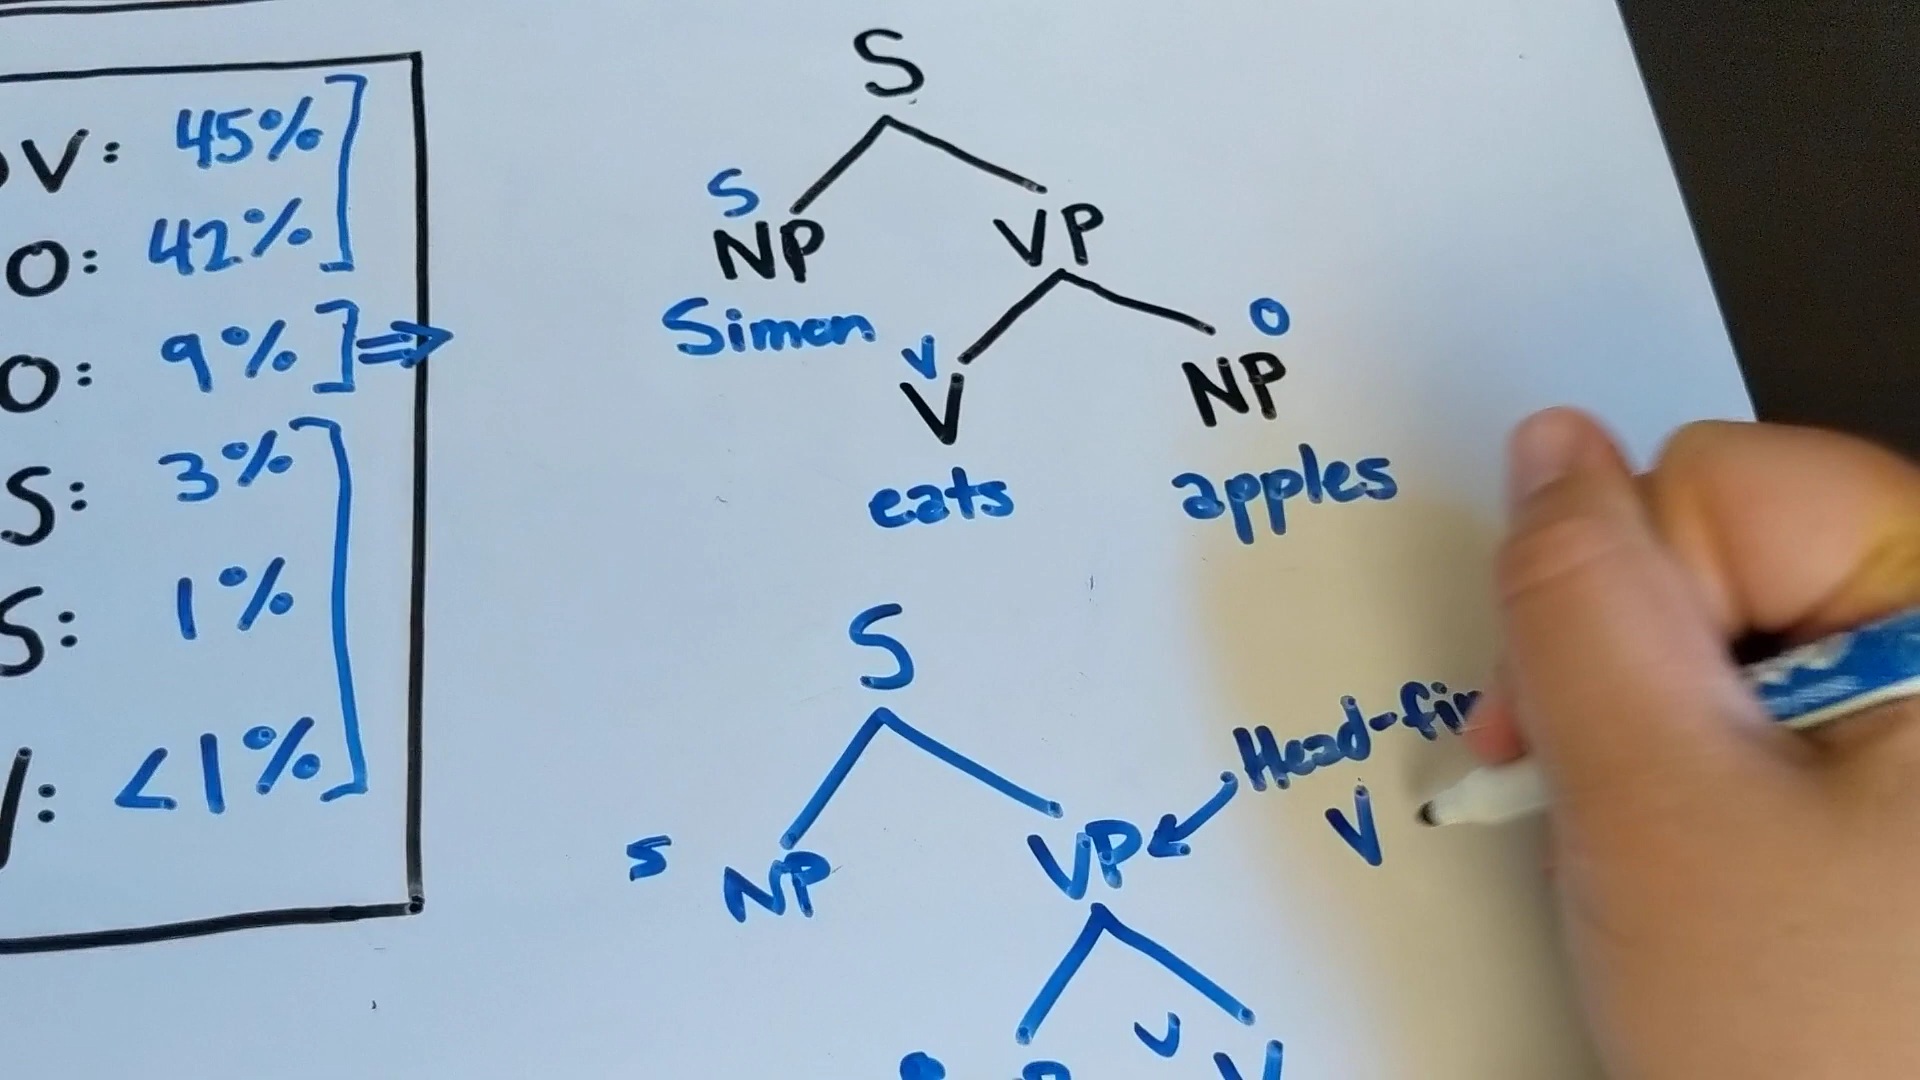 V: 45%
O: 42%
O: 9% ⇒
S: 3%
S: 1%
: <1%
S
S
NP VP
Simon
V O
V NP
eats apples
S
Head-fi
V
S NP VP
V
V